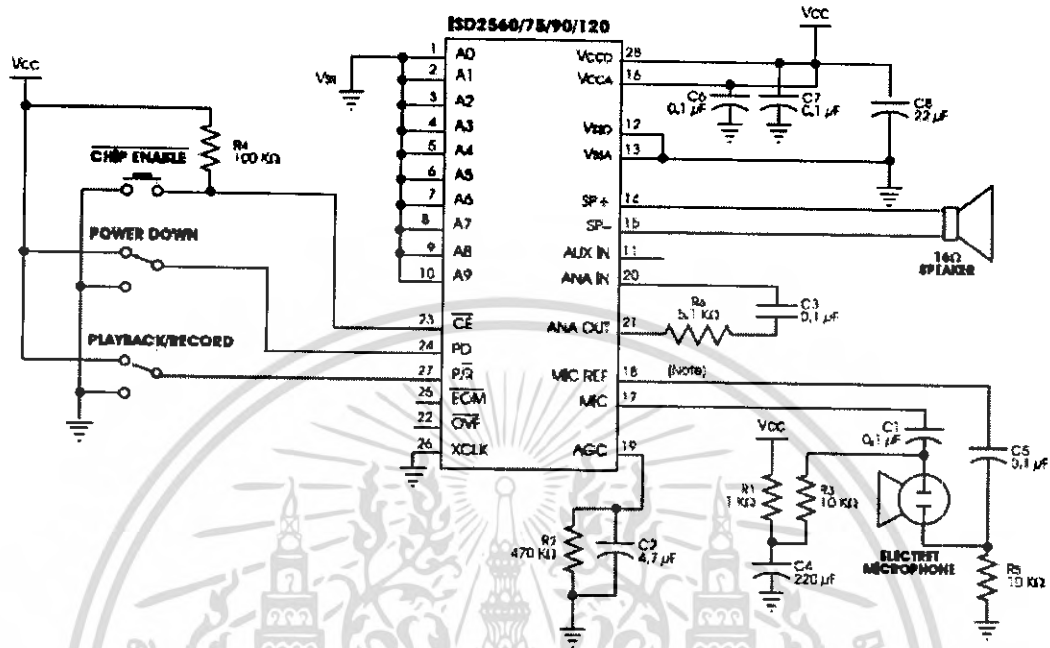 ISD2560/75/90/120
VCC
R4
100 KΩ
CHIP ENABLE
POWER DOWN
PLAYBACK/RECORD
1 A0
2 A1
3 A2
4 A3
5 A4
6 A5
7 A6
8 A7
9 A8
10 A9
23 CE
24 PD
27 P/R
25 EOM
22 OVF
26 XCLK
VCCD 28
VCCA 16
12
13
SP+ 14
SP- 15
AUX IN 11
ANA IN 20
ANA OUT 21
MIC REF 18 (Note)
MIC 17
AGC 19
VCC
C6
0.1 µF
C7
0.1 µF
C8
22 µF
16Ω
SPEAKER
5.1 KΩ
C3
0.1 µF
VCC
R1
1 KΩ
R3
10 KΩ
C4
220 µF
C1
0.1 µF
C5
0.1 µF
ELECTRET
MICROPHONE
R5
10 KΩ
R2
470 KΩ
C2
4.7 µF